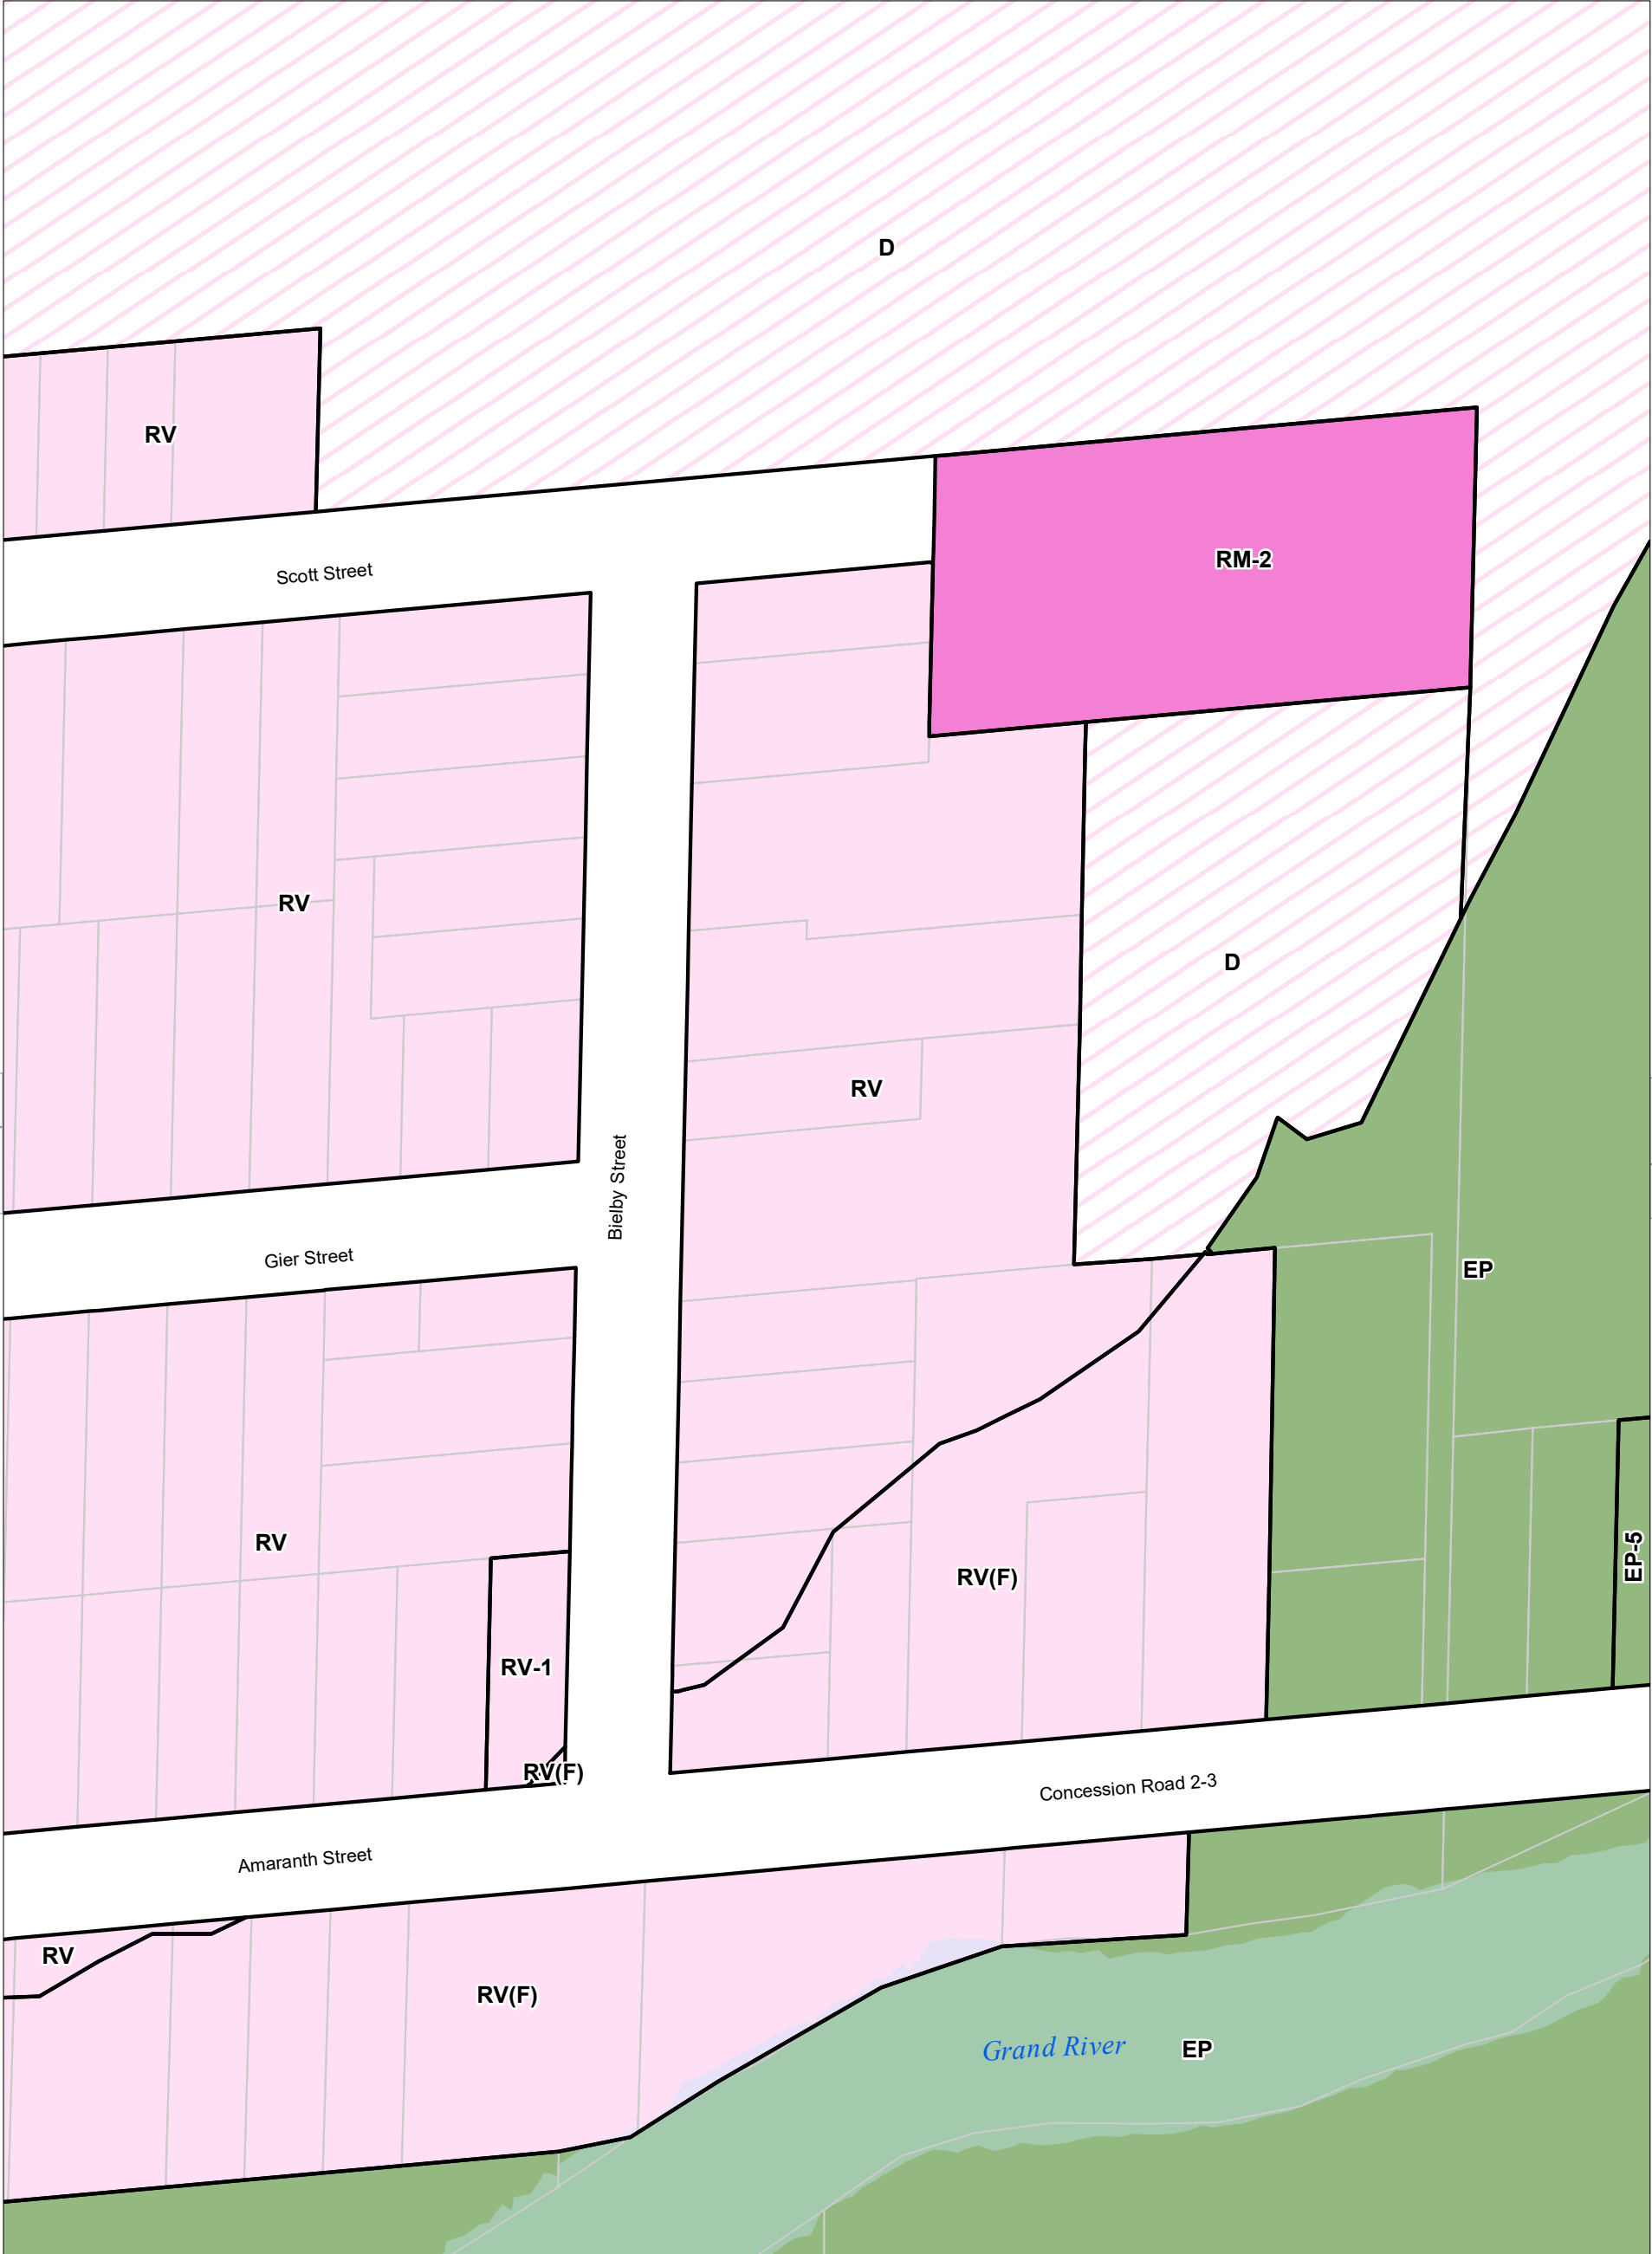 D
RV
RM-2
Scott Street
RV
D
RV
Bielby Street
Gier Street
EP
RV
EP-5
RV(F)
RV-1
RV(F)
Concession Road 2-3
Amaranth Street
RV
RV(F)
Grand River
EP